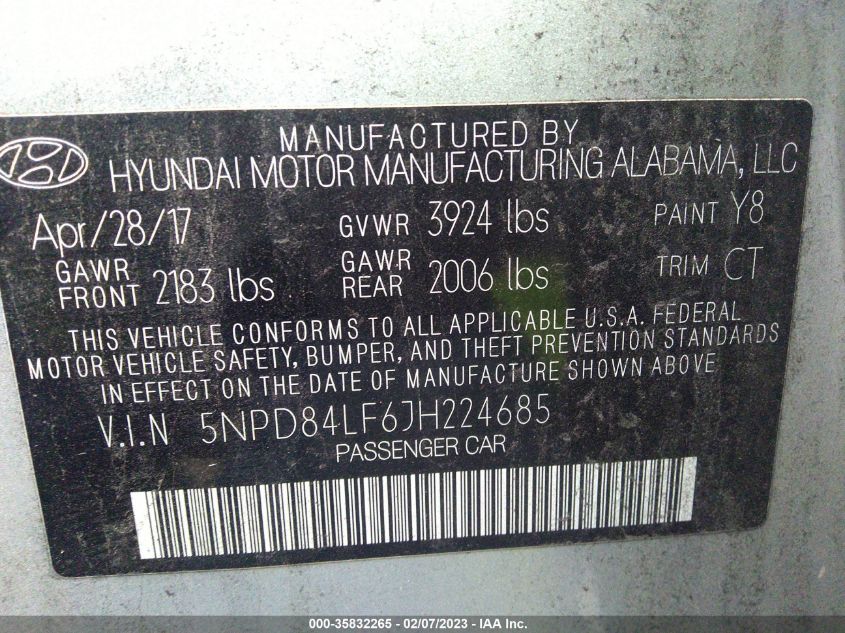 MANUFACTURED BY
HYUNDAI MOTOR MANUFACTURING ALABAMA, LLC
Apr/28/17 GVWR 3924 lbs PAINT Y8
GAWR FRONT 2183 lbs GAWR REAR 2006 lbs TRIM CT
THIS VEHICLE CONFORMS TO ALL APPLICABLE U.S.A. FEDERAL
MOTOR VEHICLE SAFETY, BUMPER, AND THEFT PREVENTION STANDARDS
IN EFFECT ON THE DATE OF MANUFACTURE SHOWN ABOVE
V.I.N 5NPD84LF6JH224685
PASSENGER CAR
000-35832265 - 02/07/2023 - IAA Inc.